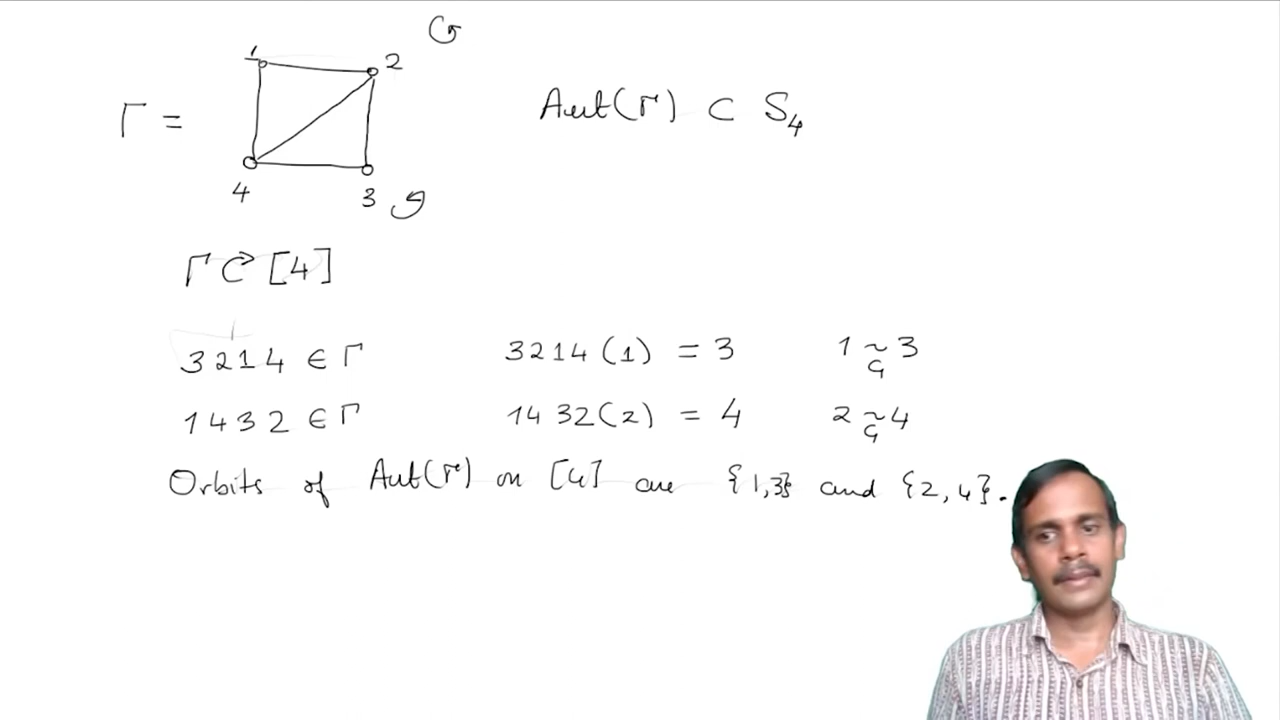 G
1 2
Γ = Aut(Γ) ⊂ S₄
4 3
Γ ⊂ [4]
3214 ∈ Γ 3214(1) = 3 1 ~G 3
1432 ∈ Γ 1432(2) = 4 2 ~G 4
Orbits of Aut(Γ) on [4] are {1,3} and {2,4}.